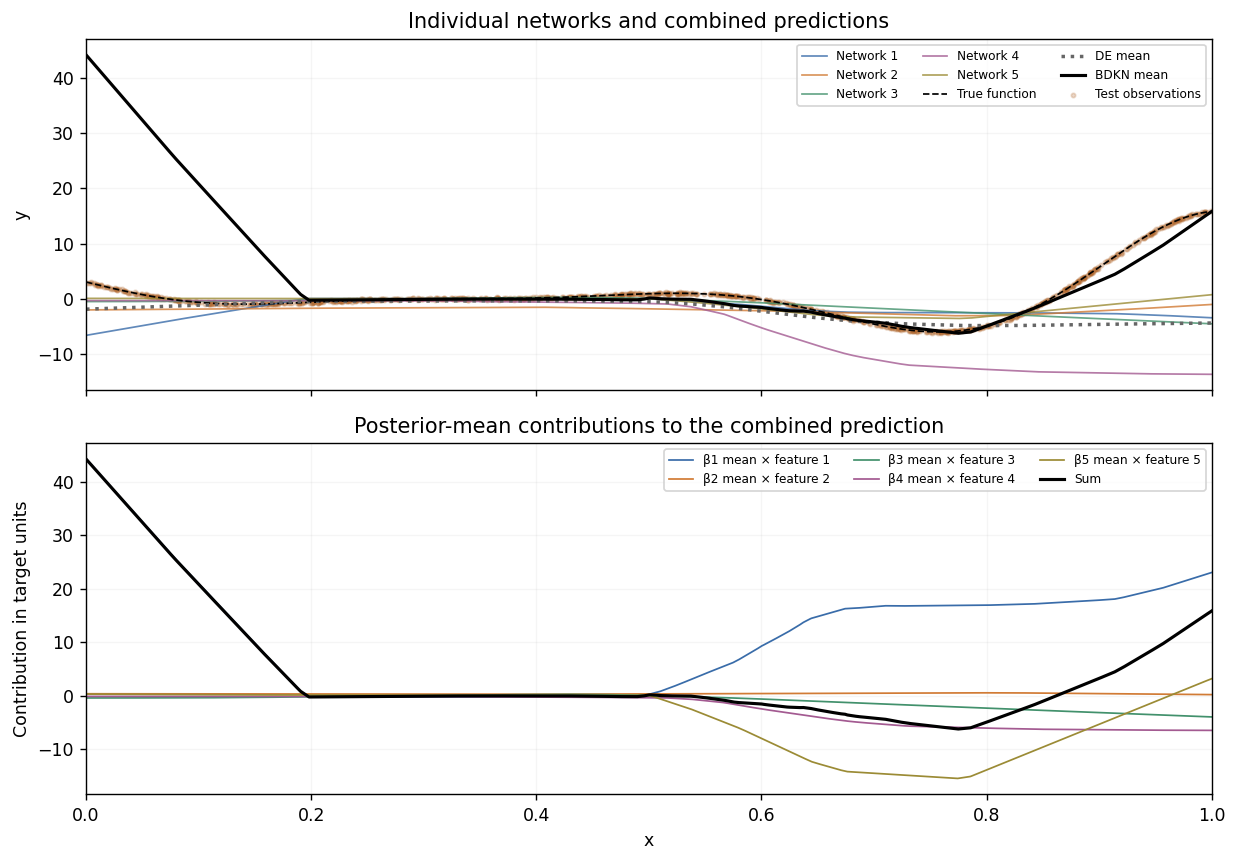 Individual networks and combined predictions
Network 1 Network 4 DE mean
Network 2 Network 5 BDKN mean
Network 3 True function Test observations
40
30
20
10
0
−10
y
Posterior-mean contributions to the combined prediction
β1 mean × feature 1 β3 mean × feature 3 β5 mean × feature 5
β2 mean × feature 2 β4 mean × feature 4 Sum
40
30
20
10
0
−10
Contribution in target units
0.0 0.2 0.4 0.6 0.8 1.0
x